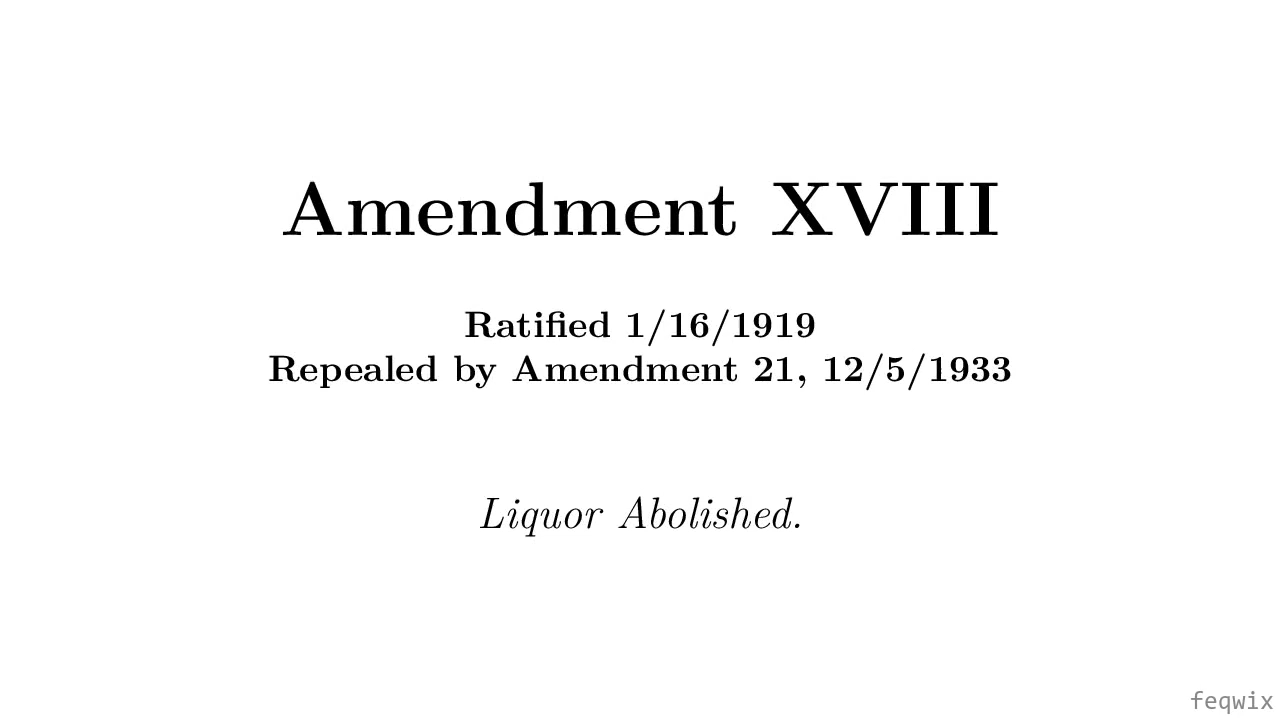 Amendment XVIII
Ratified 1/16/1919
Repealed by Amendment 21, 12/5/1933
Liquor Abolished.
feqwix